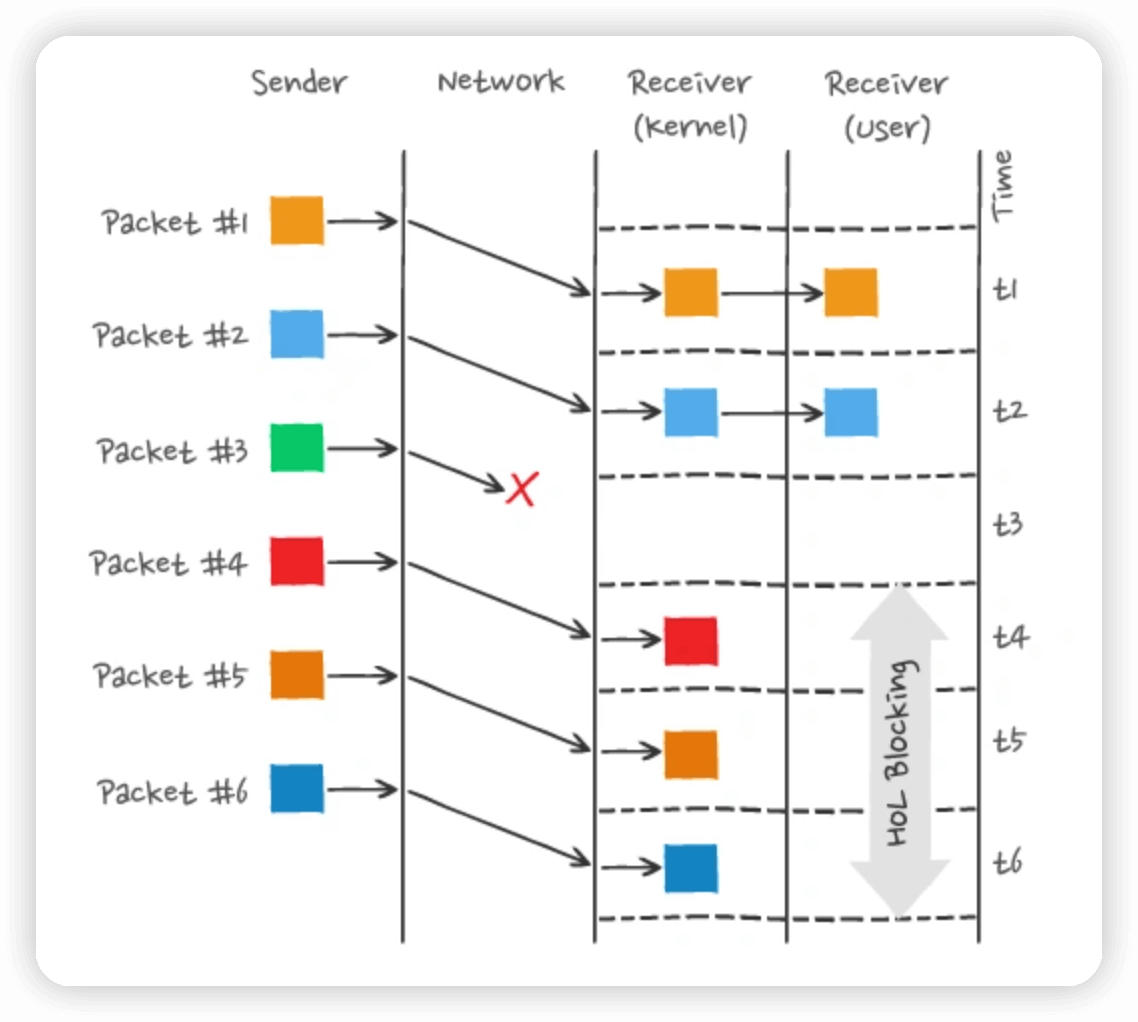 Sender
Network
Receiver
(Kernel)
Receiver
(User)
Time
Packet #1
t1
Packet #2
t2
Packet #3
X
t3
Packet #4
t4
Packet #5
t5
HoL Blocking
Packet #6
t6